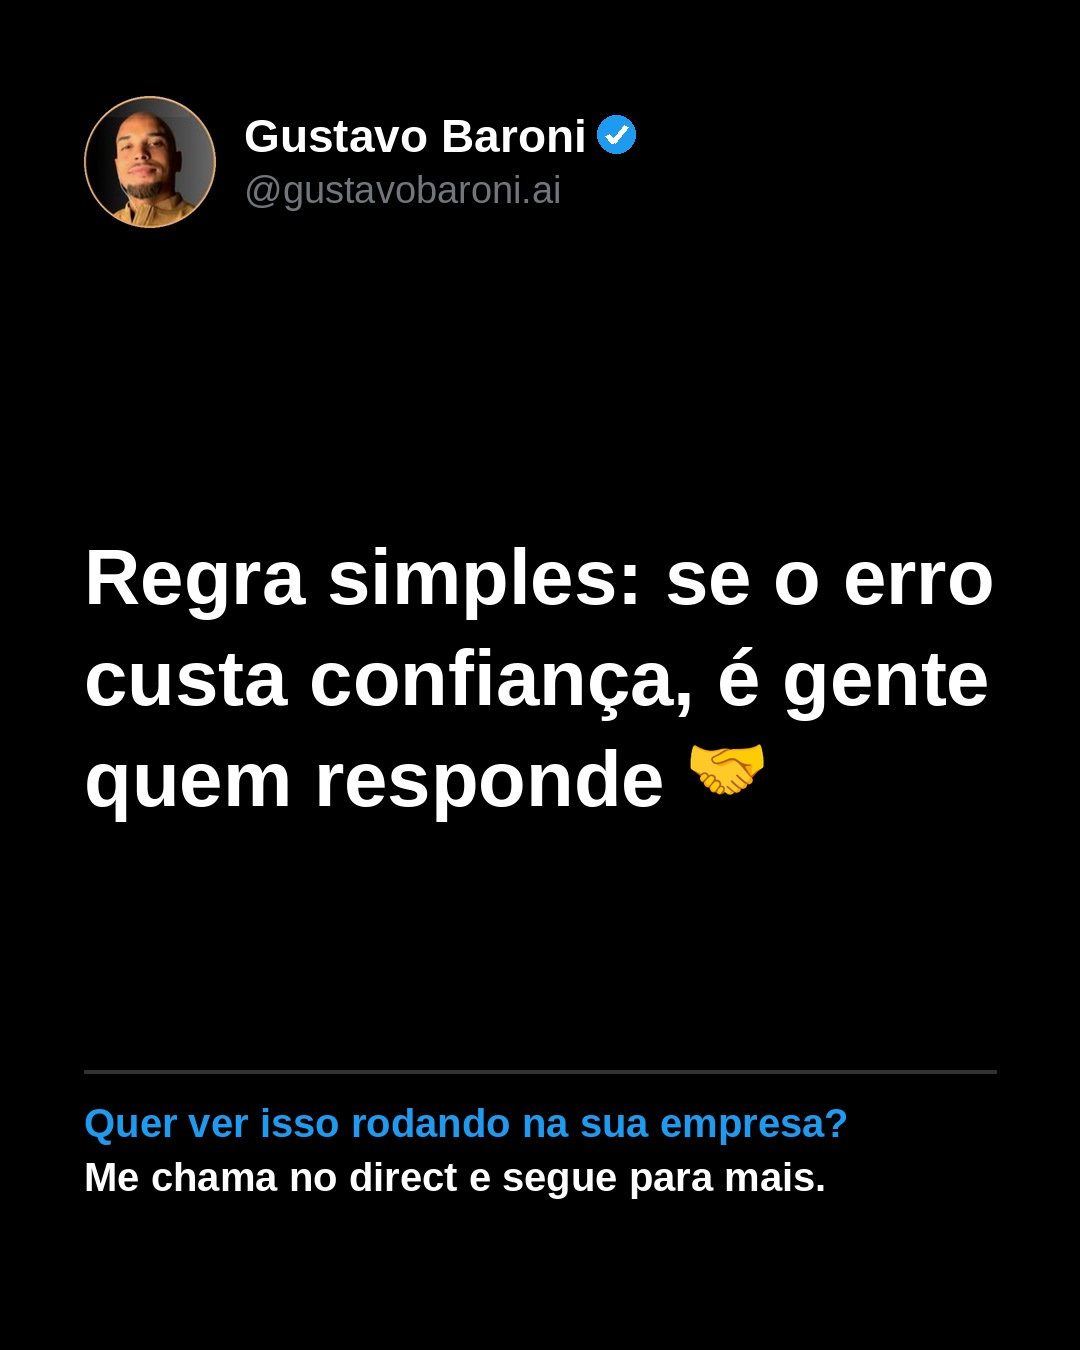 Gustavo Baroni
@gustavobaroni.ai
Regra simples: se o erro
custa confiança, é gente
quem responde 🤝
Quer ver isso rodando na sua empresa?
Me chama no direct e segue para mais.